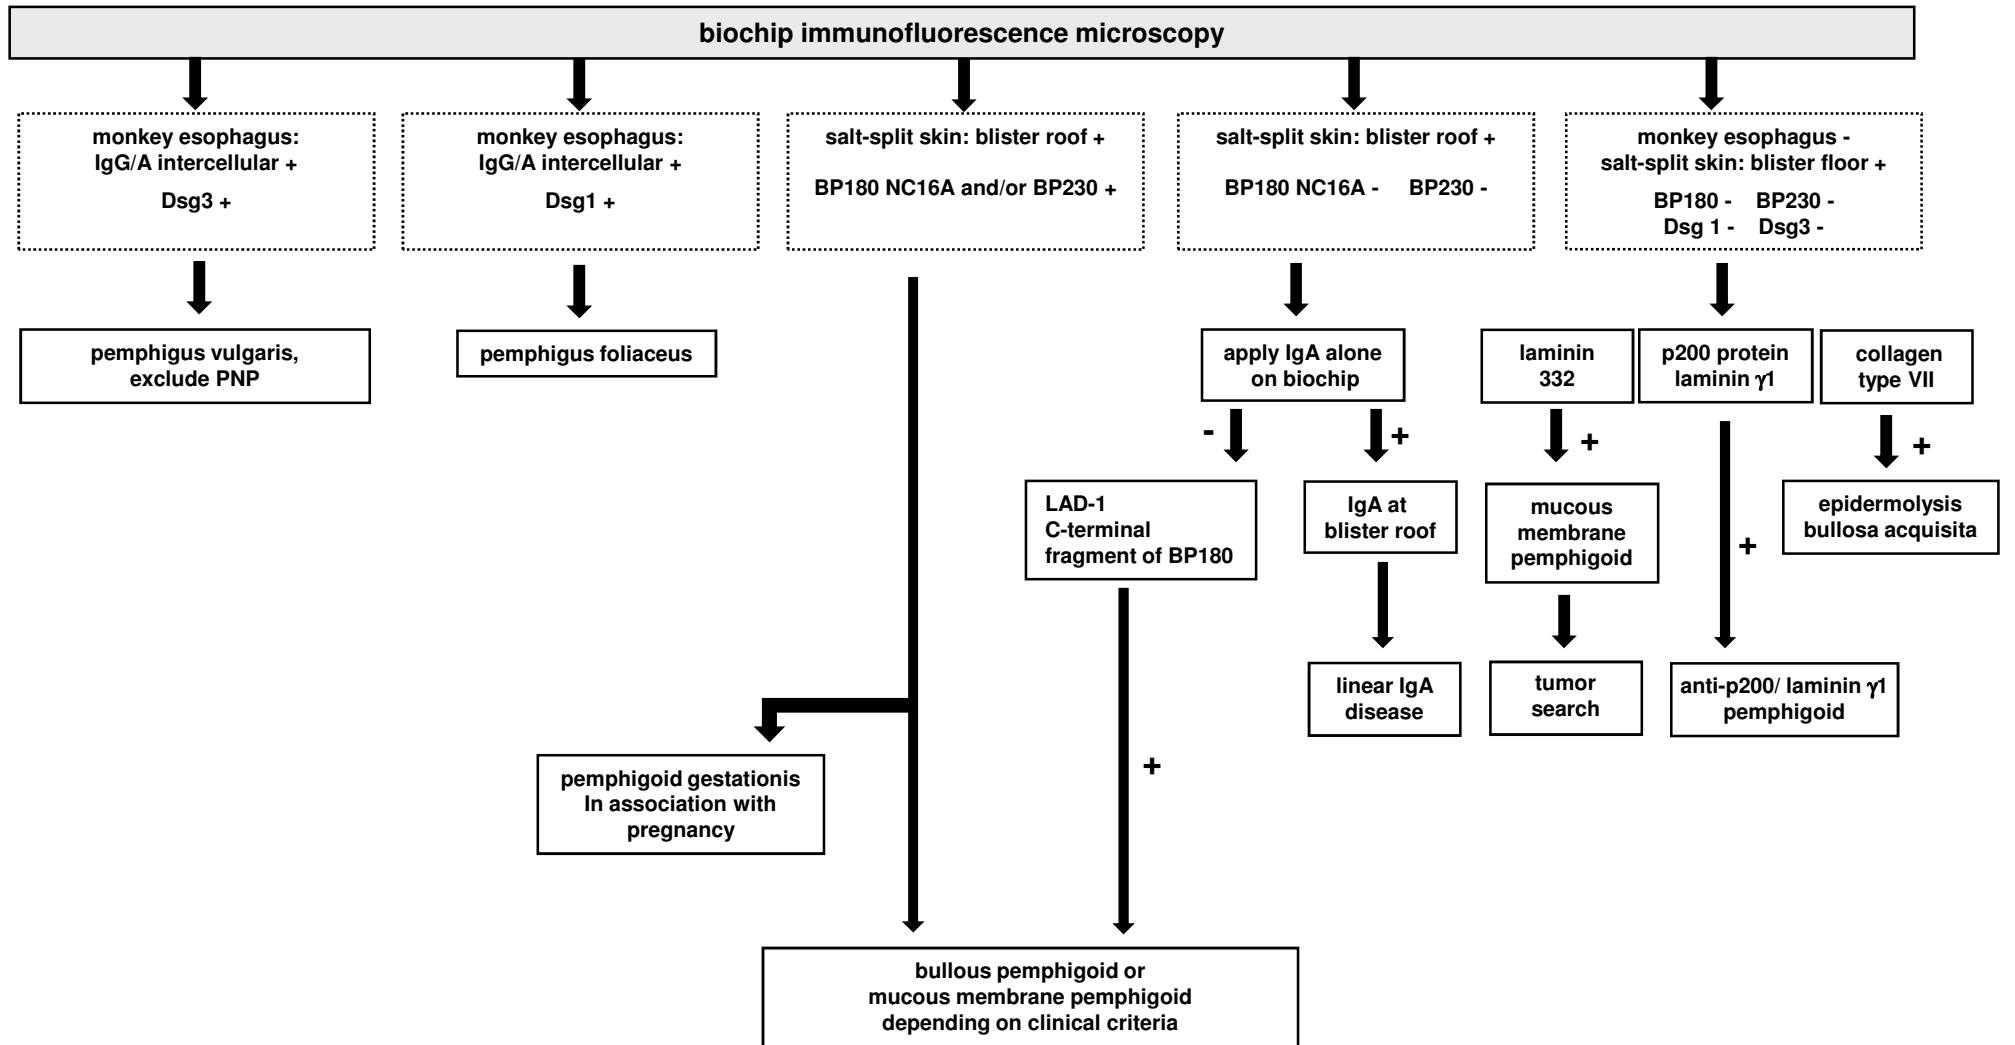 biochip immunofluorescence microscopy
monkey esophagus:
IgG/A intercellular +
Dsg3 +
monkey esophagus:
IgG/A intercellular +
Dsg1 +
salt-split skin: blister roof +
BP180 NC16A and/or BP230 +
salt-split skin: blister roof +
BP180 NC16A - BP230 -
monkey esophagus -
salt-split skin: blister floor +
BP180 - BP230 -
Dsg 1 - Dsg3 -
pemphigus vulgaris,
exclude PNP
pemphigus foliaceus
apply IgA alone
on biochip
laminin
332
p200 protein
laminin γ1
collagen
type VII
-
+
+
+
LAD-1
C-terminal
fragment of BP180
IgA at
blister roof
mucous
membrane
pemphigoid
+
epidermolysis
bullosa acquisita
linear IgA
disease
tumor
search
anti-p200/ laminin γ1
pemphigoid
pemphigoid gestationis
In association with
pregnancy
+
bullous pemphigoid or
mucous membrane pemphigoid
depending on clinical criteria